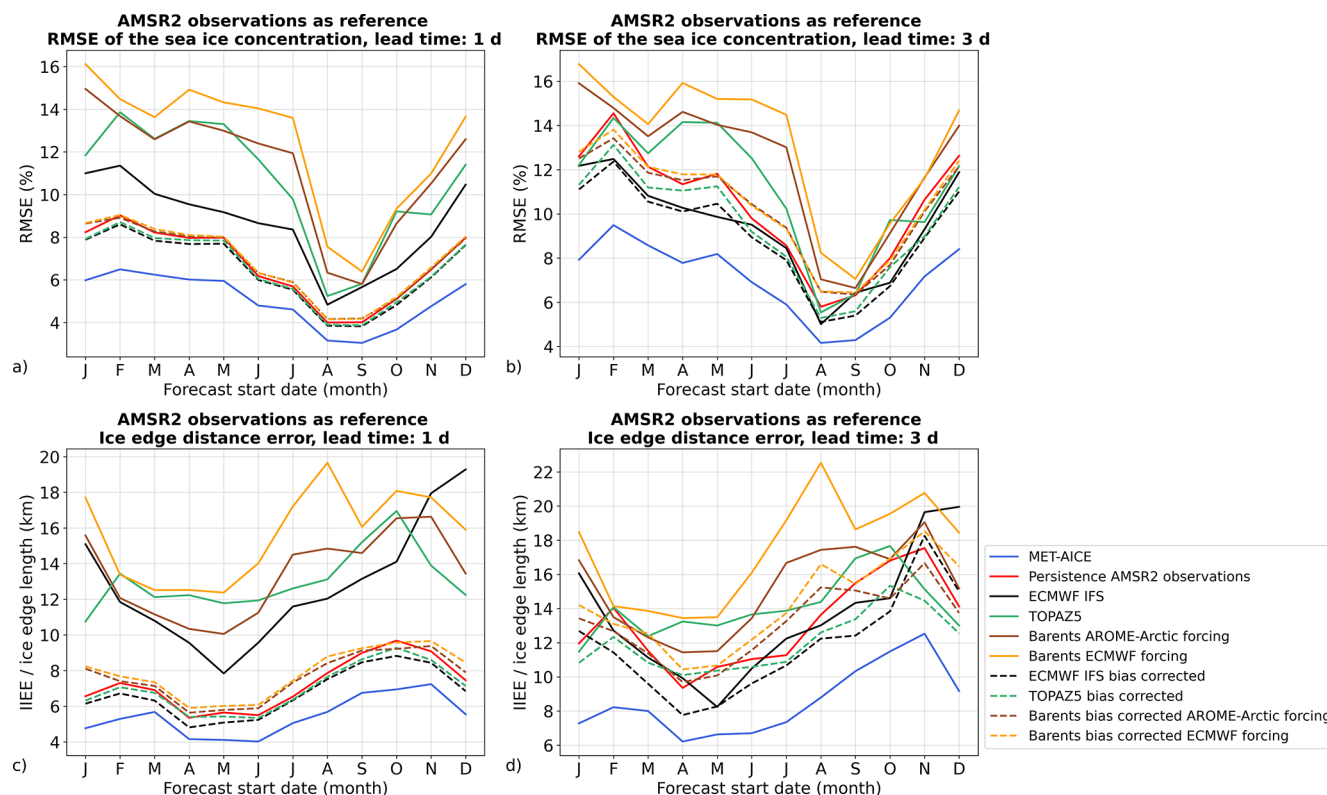 AMSR2 observations as reference
RMSE of the sea ice concentration, lead time: 1 d
RMSE (%)
16
14
12
10
8
6
4
J F M A M J J A S O N D
a)
Forecast start date (month)
AMSR2 observations as reference
RMSE of the sea ice concentration, lead time: 3 d
RMSE (%)
16
14
12
10
8
6
4
J F M A M J J A S O N D
b)
Forecast start date (month)
AMSR2 observations as reference
Ice edge distance error, lead time: 1 d
IIEE / ice edge length (km)
20
18
16
14
12
10
8
6
4
J F M A M J J A S O N D
c)
Forecast start date (month)
AMSR2 observations as reference
Ice edge distance error, lead time: 3 d
IIEE / ice edge length (km)
22
20
18
16
14
12
10
8
6
J F M A M J J A S O N D
d)
Forecast start date (month)
MET-AICE
Persistence AMSR2 observations
ECMWF IFS
TOPAZ5
Barents AROME-Arctic forcing
Barents ECMWF forcing
ECMWF IFS bias corrected
TOPAZ5 bias corrected
Barents bias corrected AROME-Arctic forcing
Barents bias corrected ECMWF forcing